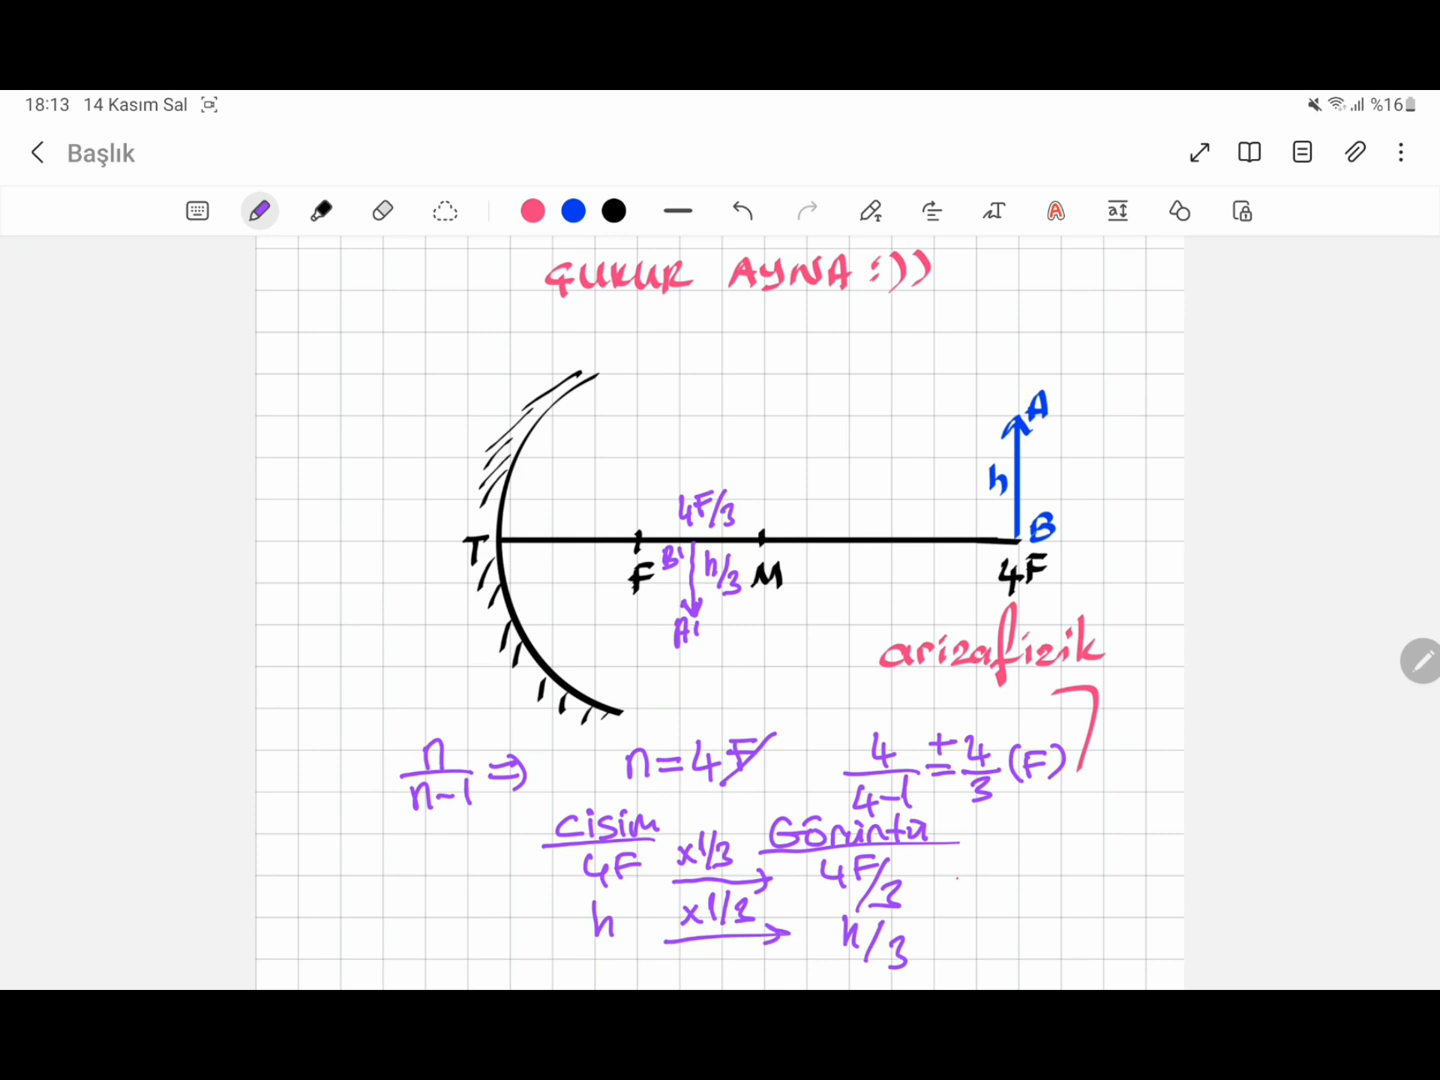 18:13 14 Kasım Sal %16
Başlık
ÇUKUR AYNA :))
A
h
B
4F/3
T F B' h/3 M 4F
A'
arizafizik
n/n-1 ⇒ n=4F 4/4-1 ±= 4/3 (F)
Cisim Görüntü
4F x1/3 4F/3
h x1/3 h/3